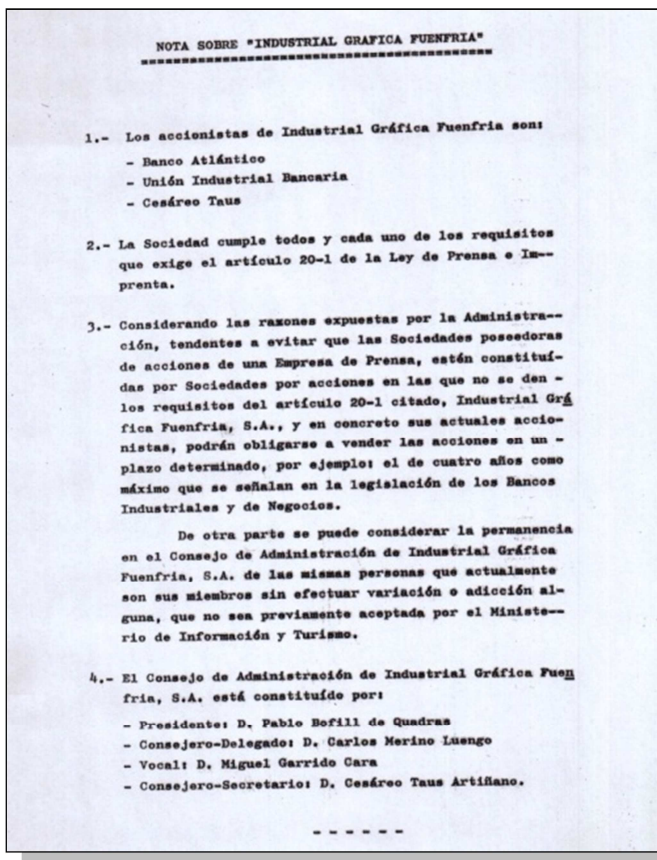 NOTA SOBRE "INDUSTRIAL GRAFICA FUENFRIA"
1.- Los accionistas de Industrial Gráfica Fuenfria son:
- Banco Atlántico
- Unión Industrial Bancaria
- Cesáreo Taus
2.- La Sociedad cumple todos y cada uno de los requisitos
que exige el artículo 20-1 de la Ley de Prensa e Im--
prenta.
3.- Considerando las razones expuestas por la Administra--
ción, tendentes a evitar que las Sociedades poseedoras
de acciones de una Empresa de Prensa, estén constituí-
das por Sociedades por acciones en las que no se den -
los requisitos del artículo 20-1 citado, Industrial Grá
fica Fuenfria, S.A., y en concreto sus actuales accio-
nistas, podrán obligarse a vender las acciones en un -
plazo determinado, por ejemplo: el de cuatro años como
máximo que se señalan en la legislación de los Bancos
Industriales y de Negocios.
De otra parte se puede considerar la permanencia
en el Consejo de Administración de Industrial Gráfica
Fuenfria, S.A. de las mismas personas que actualmente
son sus miembros sin efectuar variación o adicción al-
guna, que no sea previamente aceptada por el Ministe--
rio de Información y Turismo.
4.- El Consejo de Administración de Industrial Gráfica Fuen
fria, S.A. está constituído por:
- Presidente: D. Pablo Bofill de Quadras
- Consejero-Delegado: D. Carlos Merino Luengo
- Vocal: D. Miguel Garrido Cara
- Consejero-Secretario: D. Cesáreo Taus Artiñano.
- - - - - -